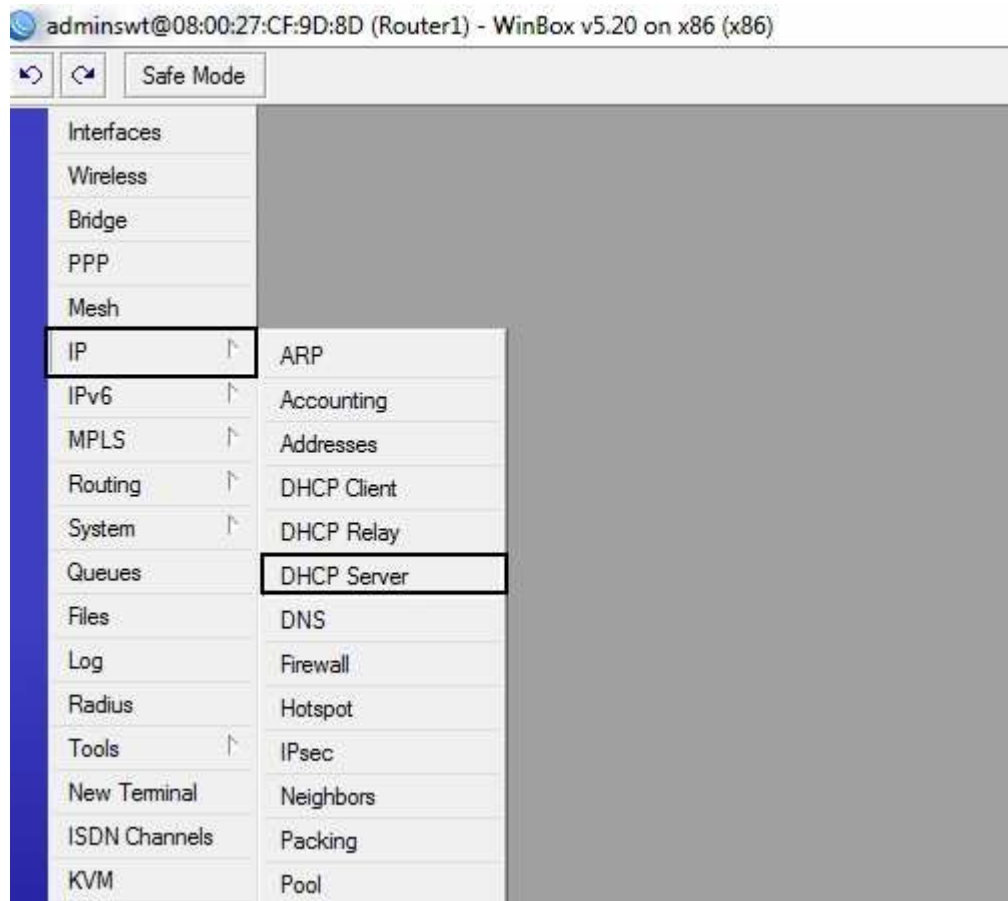 adminswt@08:00:27:CF:9D:8D (Router1) - WinBox v5.20 on x86 (x86)
Safe Mode
Interfaces
Wireless
Bridge
PPP
Mesh
IP
IPv6
MPLS
Routing
System
Queues
Files
Log
Radius
Tools
New Terminal
ISDN Channels
KVM
ARP
Accounting
Addresses
DHCP Client
DHCP Relay
DHCP Server
DNS
Firewall
Hotspot
IPsec
Neighbors
Packing
Pool